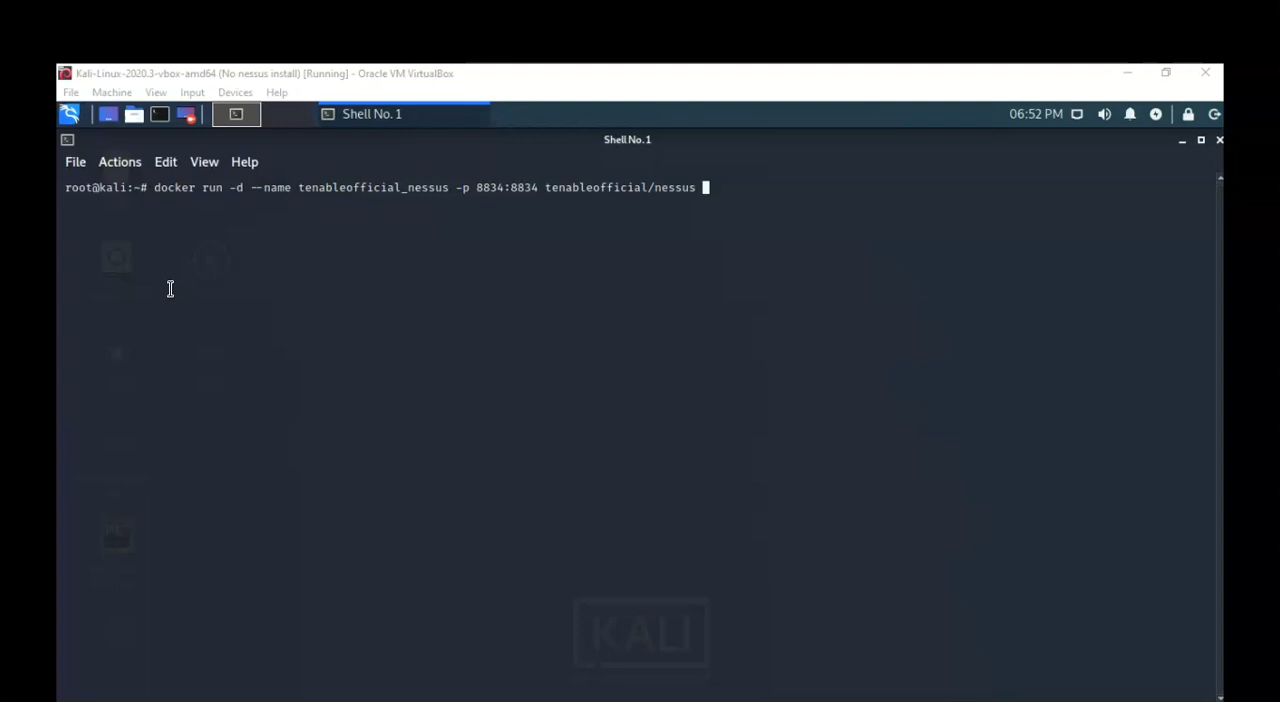 Kali-Linux-2020.3-vbox-amd64 (No nessus install) [Running] - Oracle VM VirtualBox
File Machine View Input Devices Help
Shell No. 1 06:52 PM
Shell No. 1
File Actions Edit View Help
root@kali:~# docker run -d --name tenableofficial_nessus -p 8834:8834 tenableofficial/nessus
KALI